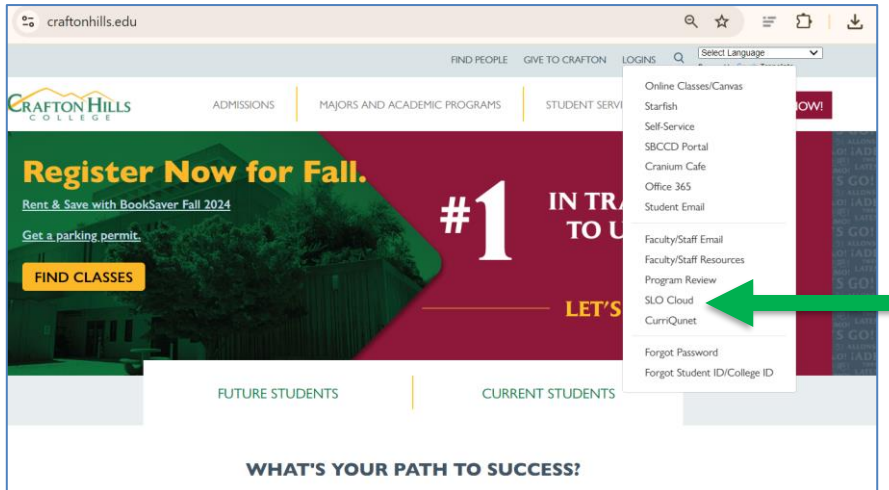 craftonhills.edu
FIND PEOPLE GIVE TO CRAFTON LOGINS Select Language
CRAFTON HILLS
COLLEGE
ADMISSIONS MAJORS AND ACADEMIC PROGRAMS STUDENT SERVI OW!
Online Classes/Canvas
Starfish
Self-Service
SBCCD Portal
Cranium Cafe
Office 365
Student Email
Faculty/Staff Email
Faculty/Staff Resources
Program Review
SLO Cloud
CurriQunet
Forgot Password
Forgot Student ID/College ID
Register Now for Fall.
Rent & Save with BookSaver Fall 2024
Get a parking permit.
FIND CLASSES
#1 IN TRA
TO U
LET'S
FUTURE STUDENTS CURRENT STUDENTS
WHAT'S YOUR PATH TO SUCCESS?